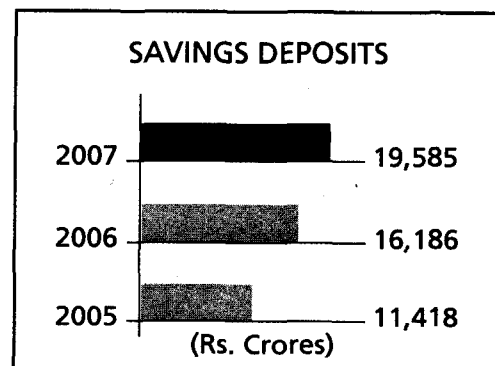 SAVINGS DEPOSITS
2007 19,585
2006 16,186
2005 11,418
(Rs. Crores)